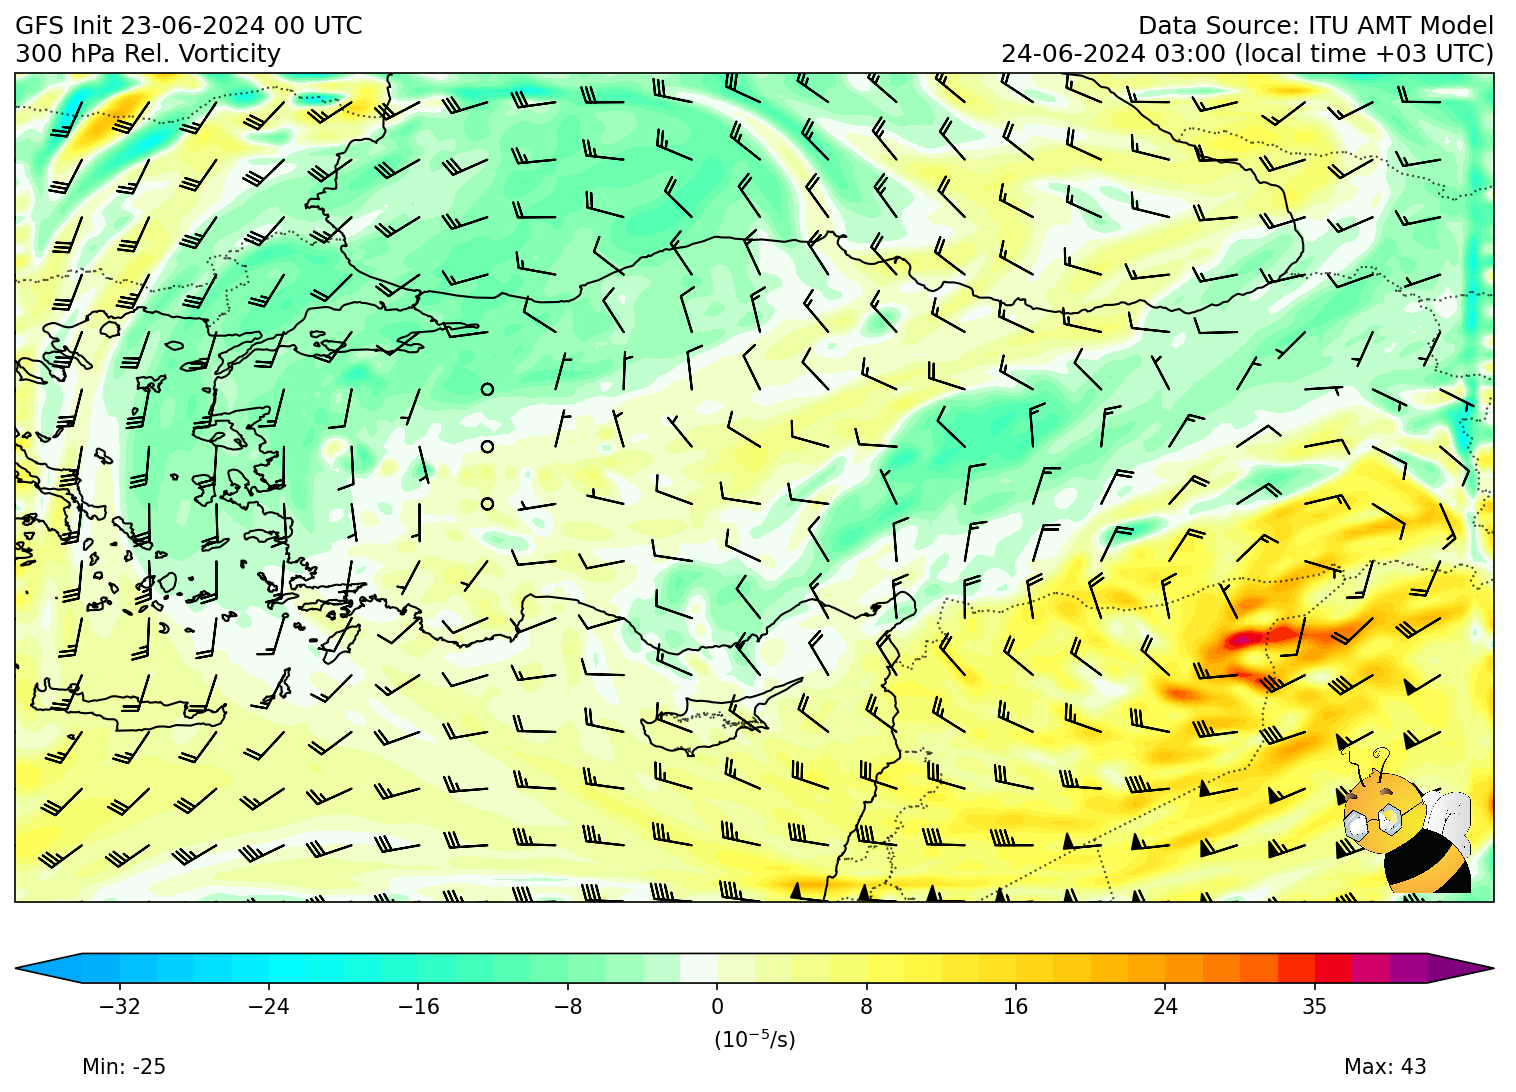 GFS Init 23-06-2024 00 UTC
300 hPa Rel. Vorticity
Data Source: ITU AMT Model
24-06-2024 03:00 (local time +03 UTC)
−32 −24 −16 −8 0 8 16 24 35
(10⁻⁵/s)
Min: -25
Max: 43